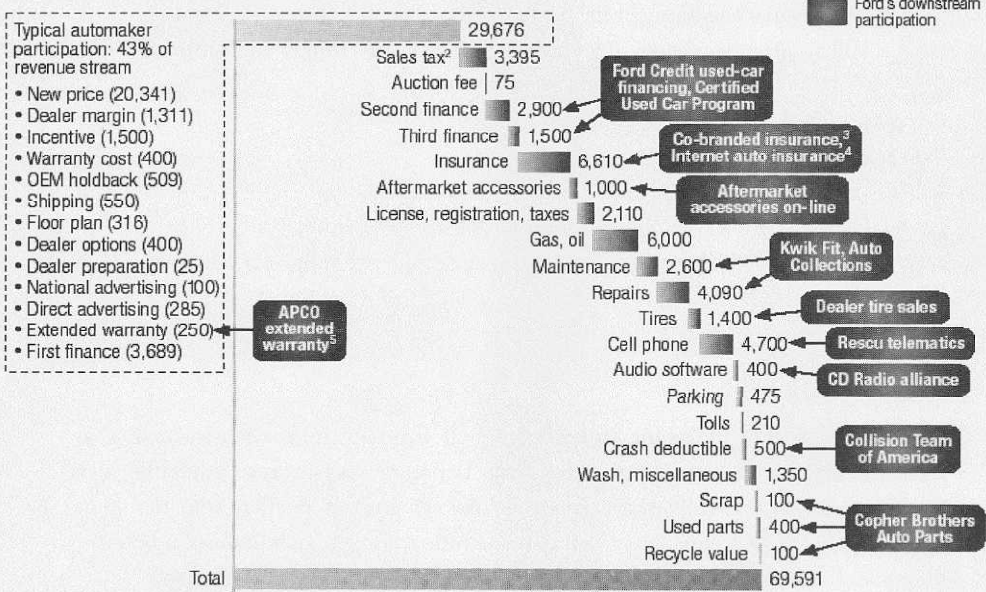 Ford's downstream
participation
Typical automaker
participation: 43% of
revenue stream
• New price (20,341)
• Dealer margin (1,311)
• Incentive (1,500)
• Warranty cost (400)
• OEM holdback (509)
• Shipping (550)
• Floor plan (316)
• Dealer options (400)
• Dealer preparation (25)
• National advertising (100)
• Direct advertising (285)
• Extended warranty (250)
• First finance (3,689)
APCO
extended
warranty⁵
29,676
Sales tax² 3,395
Auction fee 75
Second finance 2,900
Third finance 1,500
Ford Credit used-car
financing, Certified
Used Car Program
Insurance 6,610
Co-branded insurance,³
Internet auto insurance⁴
Aftermarket accessories 1,000
Aftermarket
accessories on-line
License, registration, taxes 2,110
Gas, oil 6,000
Maintenance 2,600
Repairs 4,090
Kwik Fit, Auto
Collections
Tires 1,400
Dealer tire sales
Cell phone 4,700
Rescu telematics
Audio software 400
CD Radio alliance
Parking 475
Tolls 210
Crash deductible 500
Collision Team
of America
Wash, miscellaneous 1,350
Scrap 100
Used parts 400
Recycle value 100
Copher Brothers
Auto Parts
Total 69,591